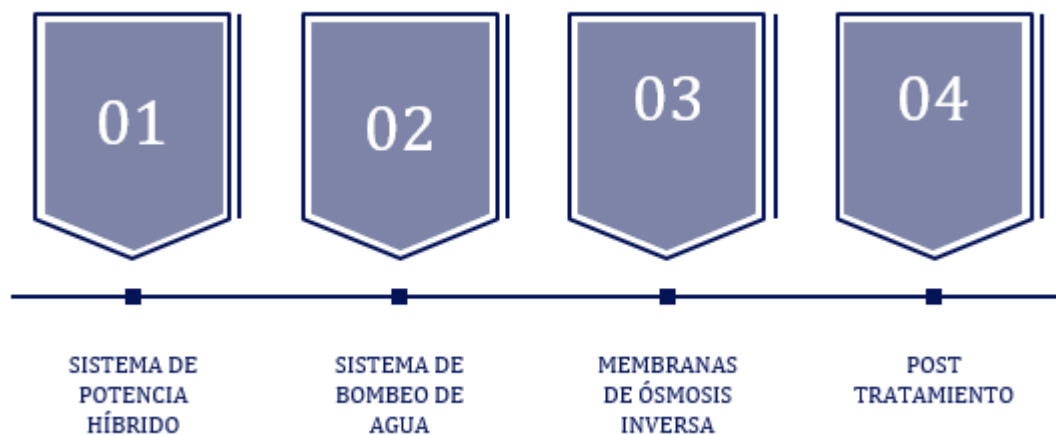 01
02
03
04
SISTEMA DE
POTENCIA
HÍBRIDO
SISTEMA DE
BOMBEO DE
AGUA
MEMBRANAS
DE ÓSMOSIS
INVERSA
POST
TRATAMIENTO